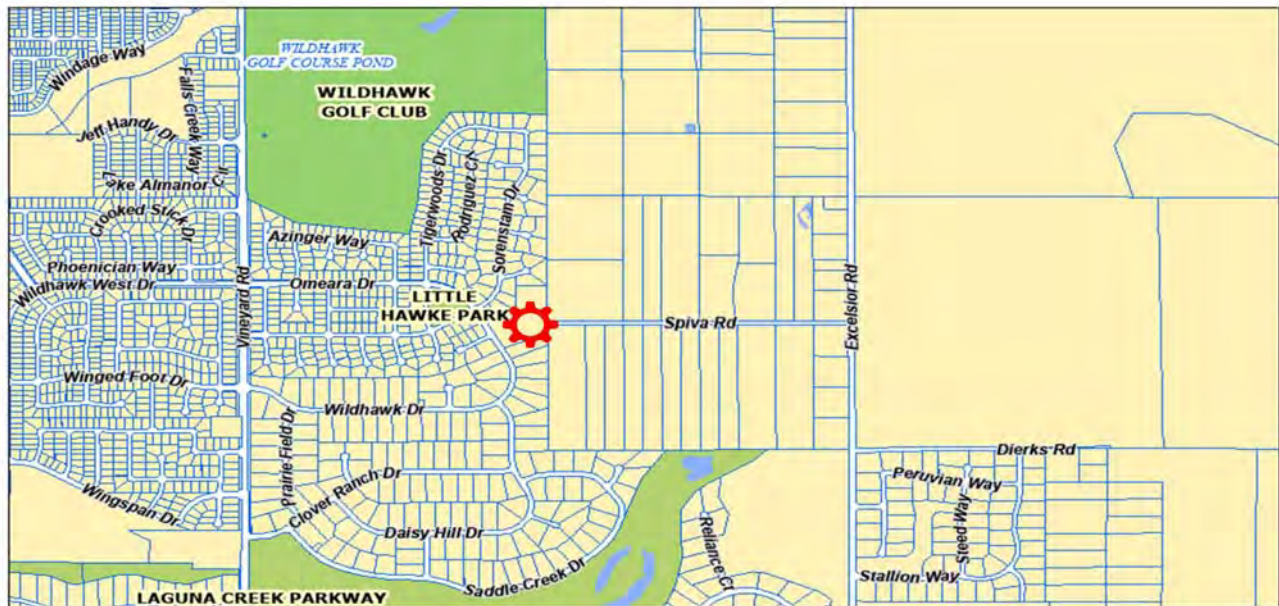 Windage Way
WILDHAWK
GOLF COURSE POND
Falls Creek Way
WILDHAWK
GOLF CLUB
Jeff Handy Dr
Lake Almanor Cir
Tigerwoods Dr
Rodriguez Ct
Sorenstam Dr
Crooked Stick Dr
Azinger Way
Phoenician Way
Wildhawk West Dr
Omeara Dr
Vineyard Rd
LITTLE
HAWKE PARK
Spiva Rd
Excelsior Rd
Winged Foot Dr
Wildhawk Dr
Prairie Field Dr
Dierks Rd
Clover Ranch Dr
Peruvian Way
Wingspan Dr
Daisy Hill Dr
Reliance Ct
Steed Way
Saddle Creek Dr
Stallion Way
LAGUNA CREEK PARKWAY